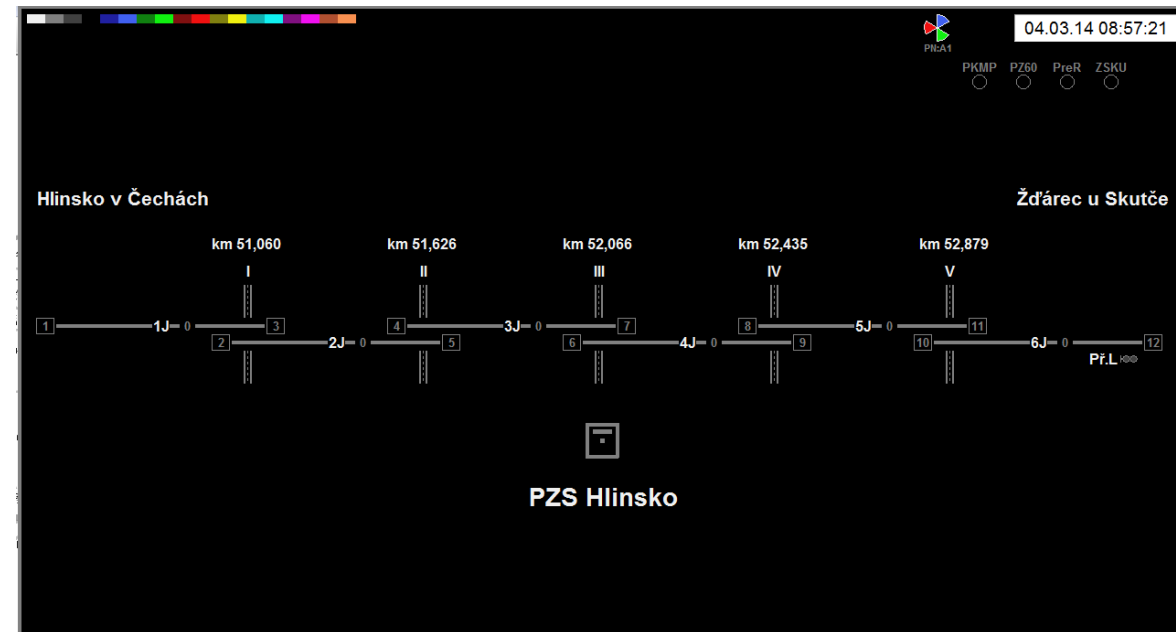 04.03.14 08:57:21
PN:A1
PKMP PZ60 PreR ZSKU
Hlinsko v Čechách Žďárec u Skutče
km 51,060 km 51,626 km 52,066 km 52,435 km 52,879
I II III IV V
1 1J 0 3 4 3J 0 7 8 5J 0 11
2 2J 0 5 6 4J 0 9 10 6J 0 12
Př.L
PZS Hlinsko